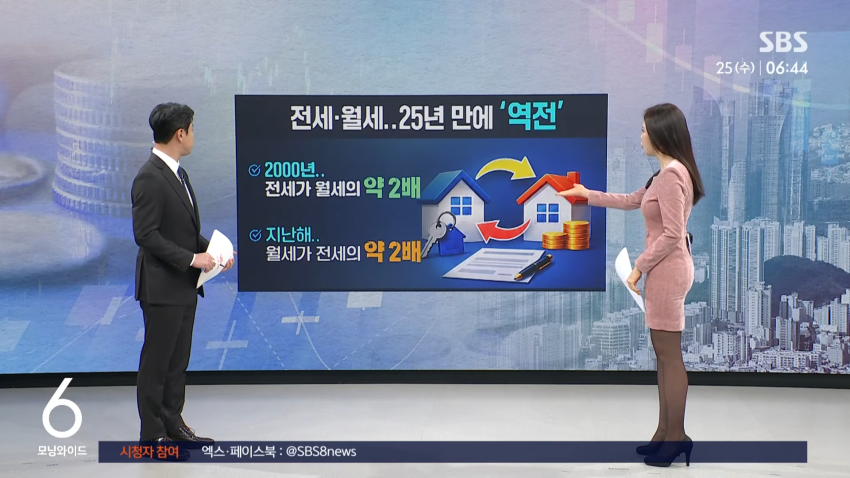 SBS
25(수) | 06:44
전세·월세..25년 만에 '역전'
2000년..
전세가 월세의 약 2배
지난해..
월세가 전세의 약 2배
6
모닝와이드
시청자 참여 엑스·페이스북 : @SBS8news